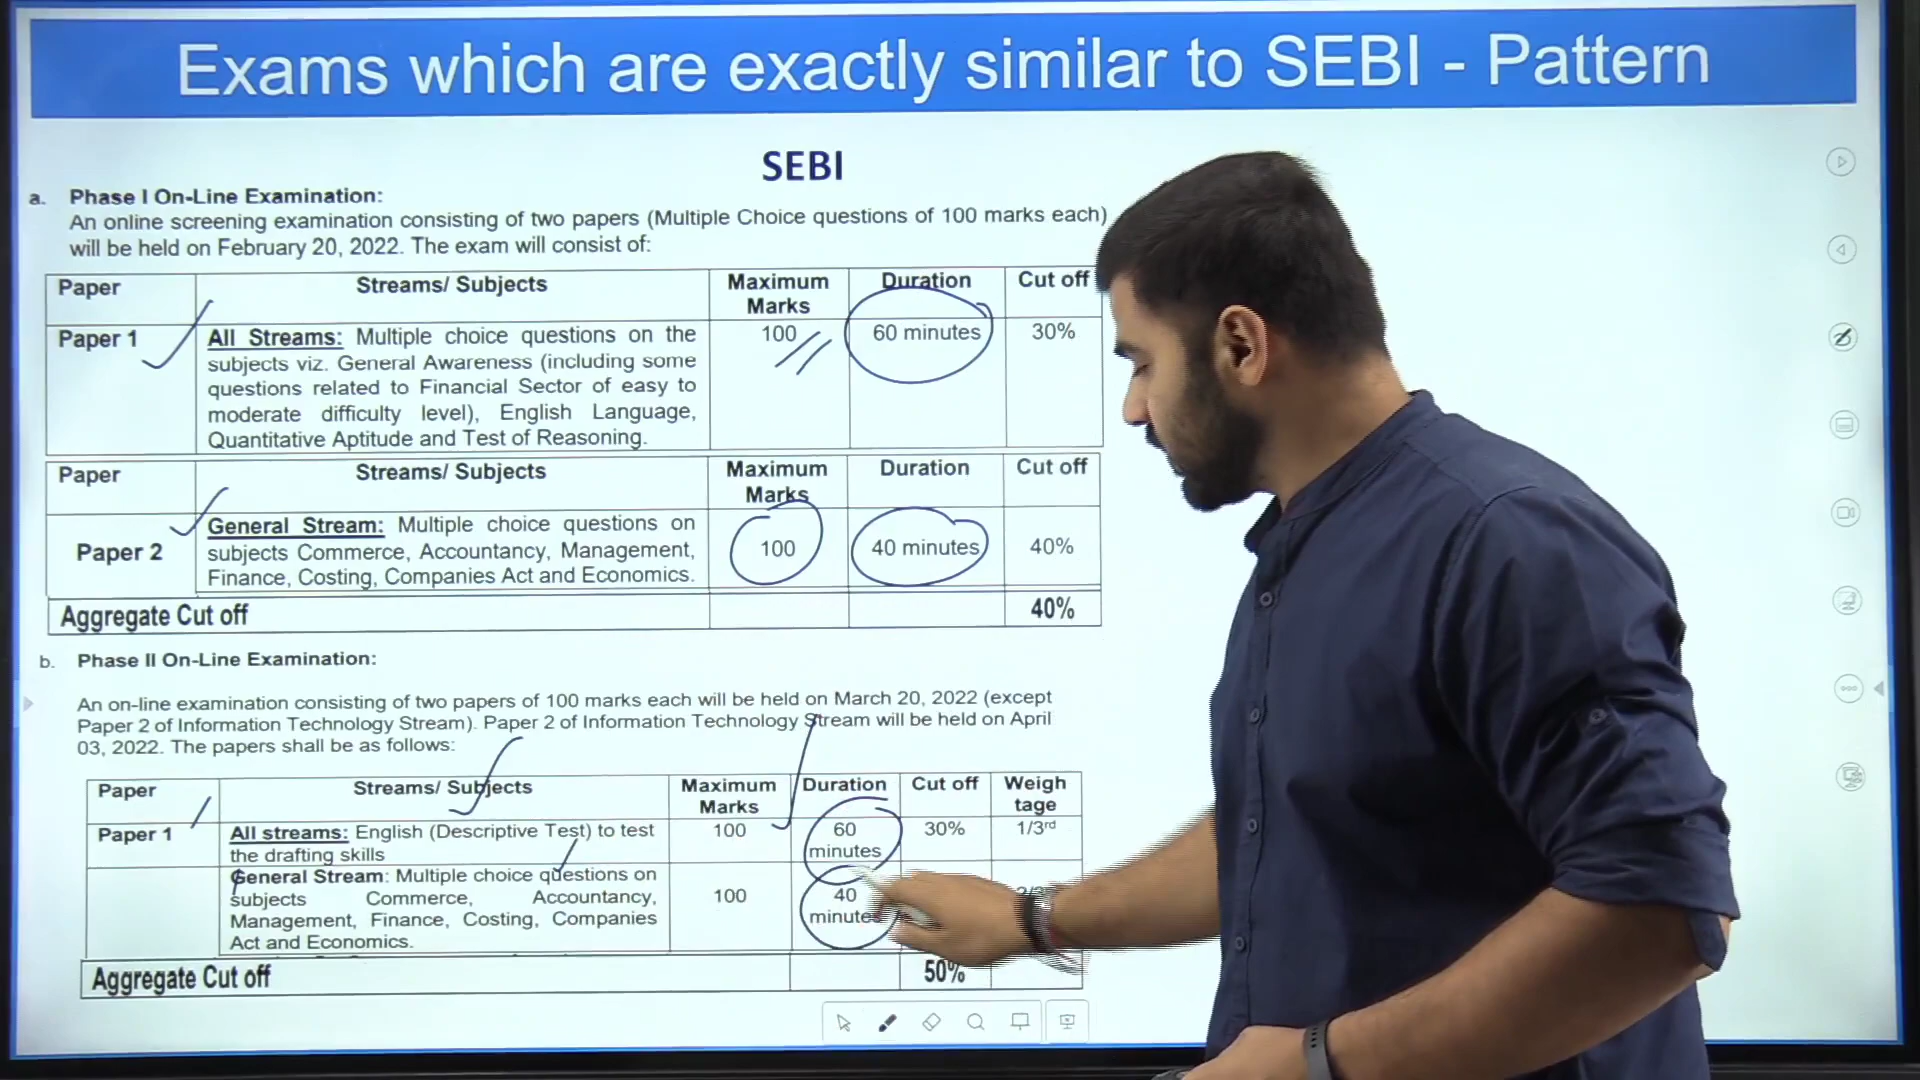 Exams which are exactly similar to SEBI - Pattern
SEBI
a. Phase I On-Line Examination:
An online screening examination consisting of two papers (Multiple Choice questions of 100 marks each)
will be held on February 20, 2022. The exam will consist of:
Paper Streams/ Subjects Maximum Marks Duration Cut off
Paper 1 All Streams: Multiple choice questions on the 100 60 minutes 30%
subjects viz. General Awareness (including some
questions related to Financial Sector of easy to
moderate difficulty level), English Language,
Quantitative Aptitude and Test of Reasoning.
Paper Streams/ Subjects Maximum Marks Duration Cut off
Paper 2 General Stream: Multiple choice questions on 100 40 minutes 40%
subjects Commerce, Accountancy, Management,
Finance, Costing, Companies Act and Economics.
Aggregate Cut off 40%
b. Phase II On-Line Examination:
An on-line examination consisting of two papers of 100 marks each will be held on March 20, 2022 (except
Paper 2 of Information Technology Stream). Paper 2 of Information Technology Stream will be held on April
03, 2022. The papers shall be as follows:
Paper Streams/ Subjects Maximum Marks Duration Cut off Weigh tage
Paper 1 All streams: English (Descriptive Test) to test 100 60 minutes 30% 1/3rd
the drafting skills
General Stream: Multiple choice questions on 100 40 minutes
subjects Commerce, Accountancy,
Management, Finance, Costing, Companies
Act and Economics.
Aggregate Cut off 50%